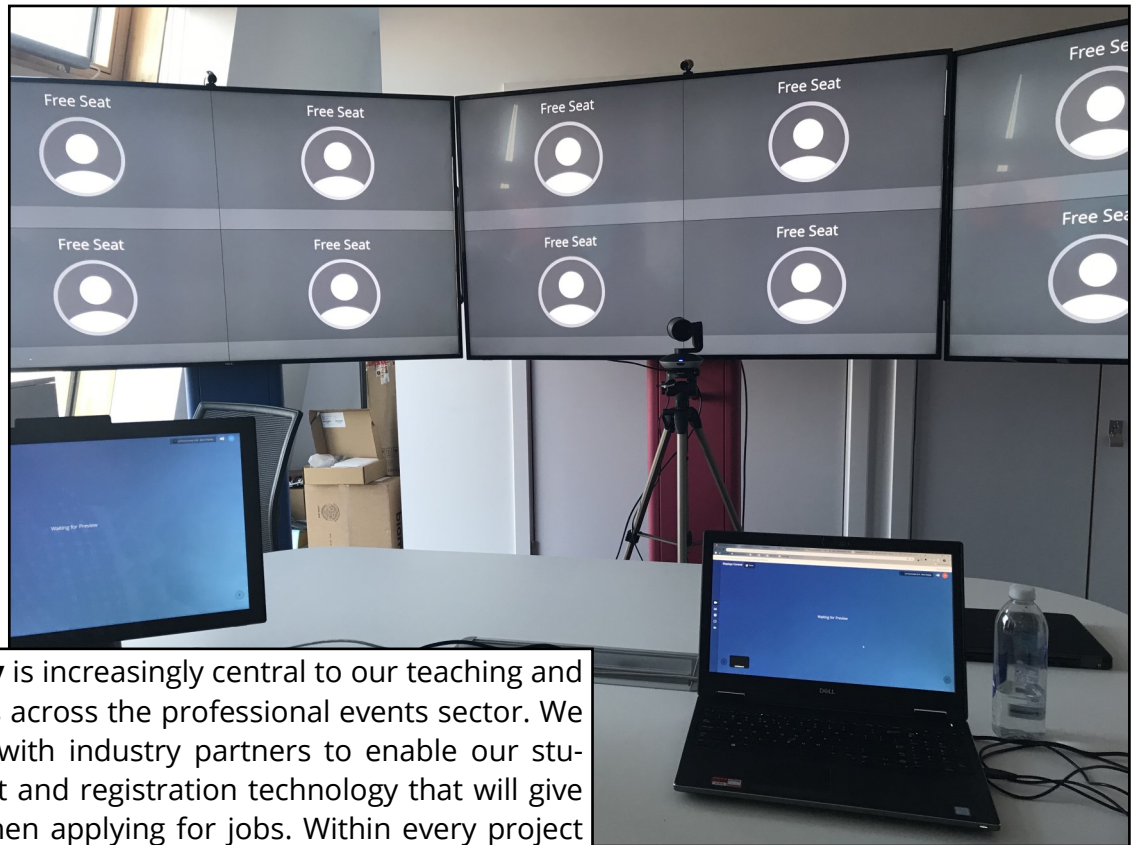 Free Seat
Free Seat
Free Seat
Free Seat
Free Se
Free Seat
Free Seat
Free Seat
Free Seat
Free Sea
Waiting for Preview
Waiting for Preview
DELL
y is increasingly central to our teaching and
across the professional events sector. We
with industry partners to enable our stu-
t and registration technology that will give
hen applying for jobs. Within every project